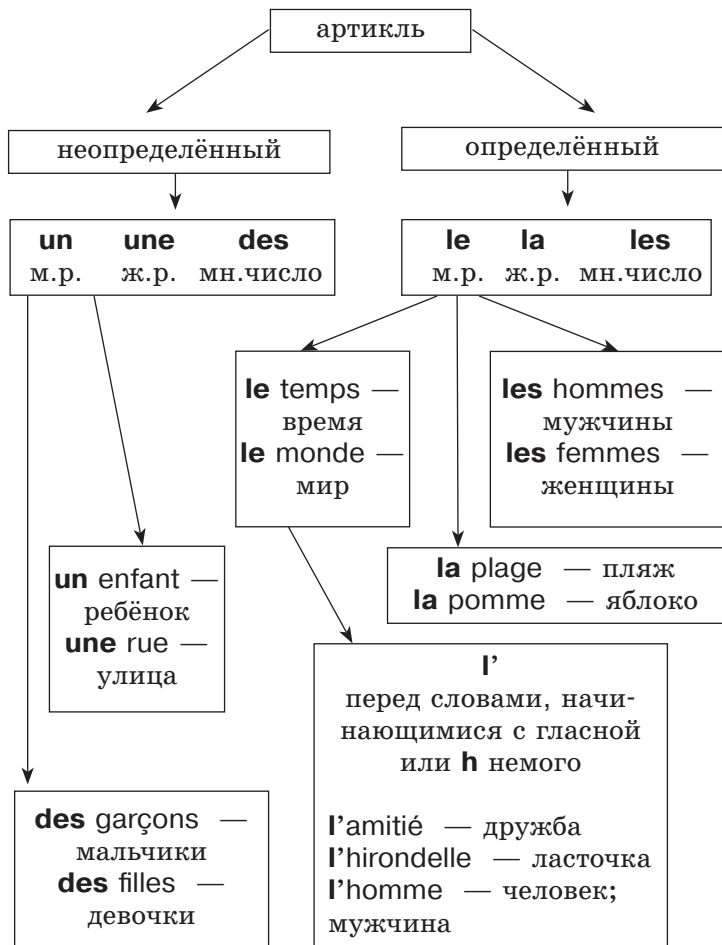 артикль
неопределённый
определённый
un une des
м.р. ж.р. мн.число
le la les
м.р. ж.р. мн.число
le temps —
время
le monde —
мир
les hommes —
мужчины
les femmes —
женщины
un enfant —
ребёнок
une rue —
улица
la plage — пляж
la pomme — яблоко
l’
перед словами, начи-
нающимися с гласной
или h немого
l’amitié — дружба
l’hirondelle — ласточка
l’homme — человек;
мужчина
des garçons —
мальчики
des filles —
девочки